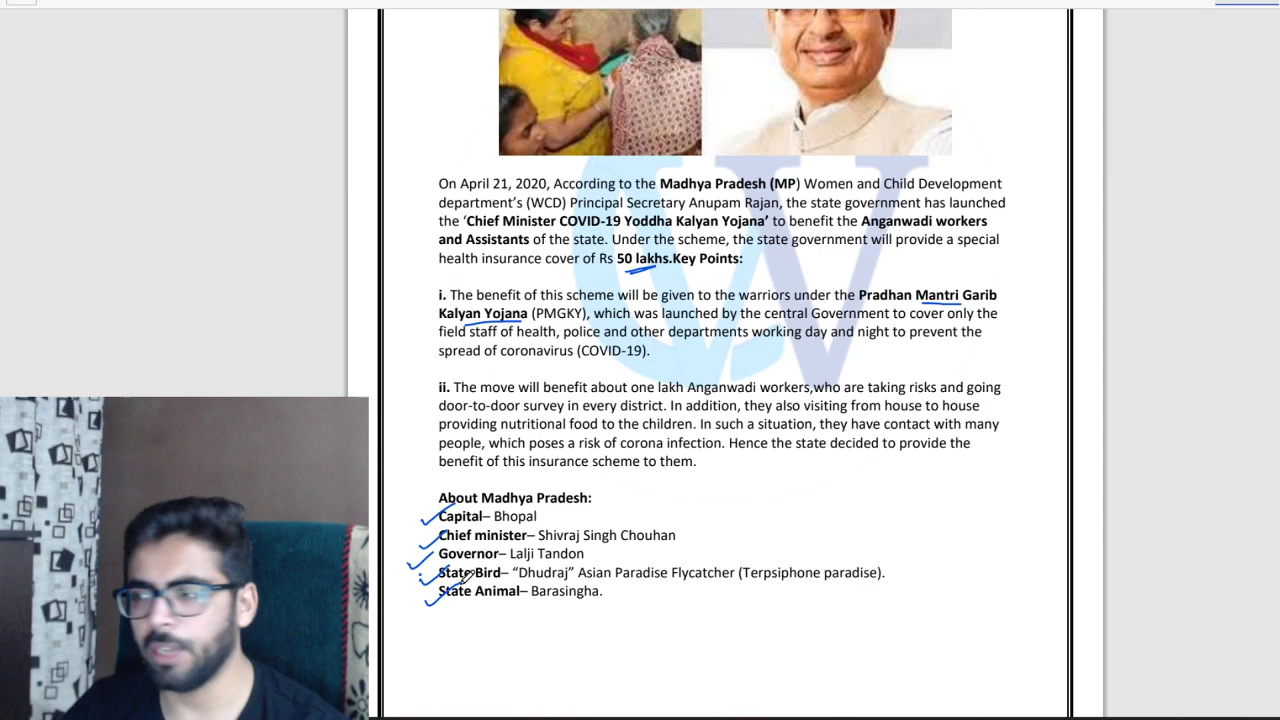 On April 21, 2020, According to the Madhya Pradesh (MP) Women and Child Development
department's (WCD) Principal Secretary Anupam Rajan, the state government has launched
the 'Chief Minister COVID-19 Yoddha Kalyan Yojana' to benefit the Anganwadi workers
and Assistants of the state. Under the scheme, the state government will provide a special
health insurance cover of Rs 50 lakhs.Key Points:
i. The benefit of this scheme will be given to the warriors under the Pradhan Mantri Garib
Kalyan Yojana (PMGKY), which was launched by the central Government to cover only the
field staff of health, police and other departments working day and night to prevent the
spread of coronavirus (COVID-19).
ii. The move will benefit about one lakh Anganwadi workers,who are taking risks and going
door-to-door survey in every district. In addition, they also visiting from house to house
providing nutritional food to the children. In such a situation, they have contact with many
people, which poses a risk of corona infection. Hence the state decided to provide the
benefit of this insurance scheme to them.
About Madhya Pradesh:
Capital– Bhopal
Chief minister– Shivraj Singh Chouhan
Governor– Lalji Tandon
State Bird– "Dhudraj" Asian Paradise Flycatcher (Terpsiphone paradise).
State Animal– Barasingha.